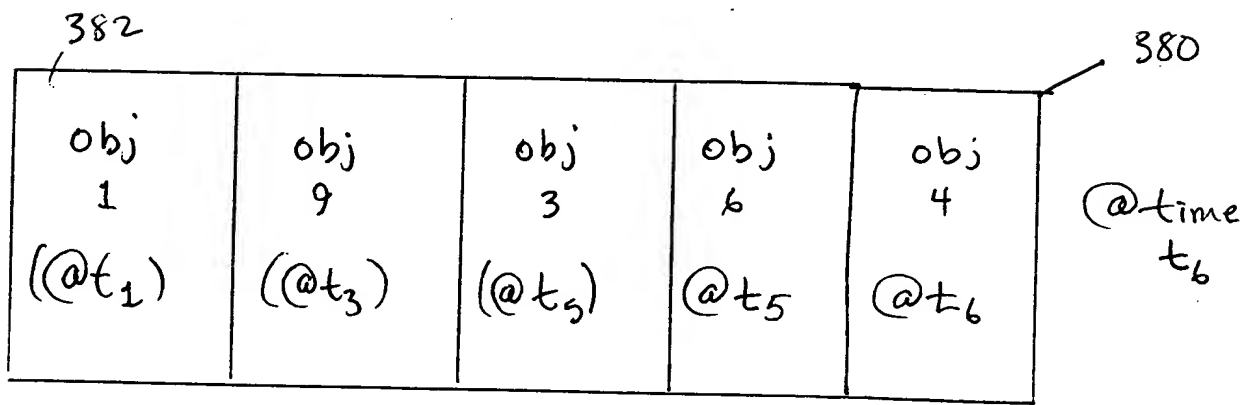 382
380
obj
1
(@t₁)
obj
9
(@t₃)
obj
3
(@t₅)
obj
6
@t₅
obj
4
@t₆
@time
t₆